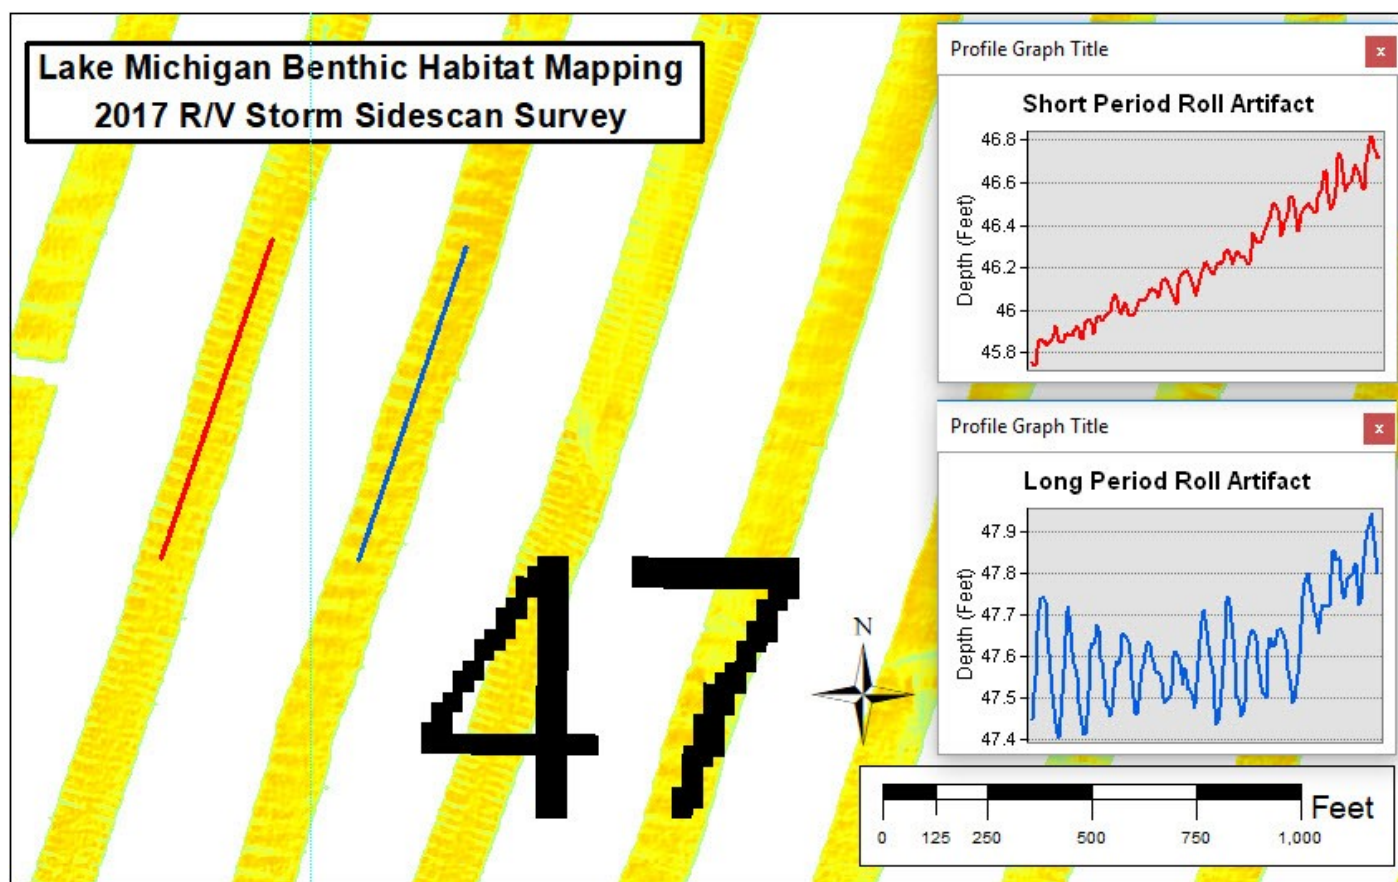 Lake Michigan Benthic Habitat Mapping
2017 R/V Storm Sidescan Survey
Profile Graph Title
x
Short Period Roll Artifact
Depth (Feet)
46.8
46.6
46.4
46.2
46
45.8
Profile Graph Title
x
Long Period Roll Artifact
Depth (Feet)
47.9
47.8
47.7
47.6
47.5
47.4
47
N
0 125 250 500 750 1,000
Feet